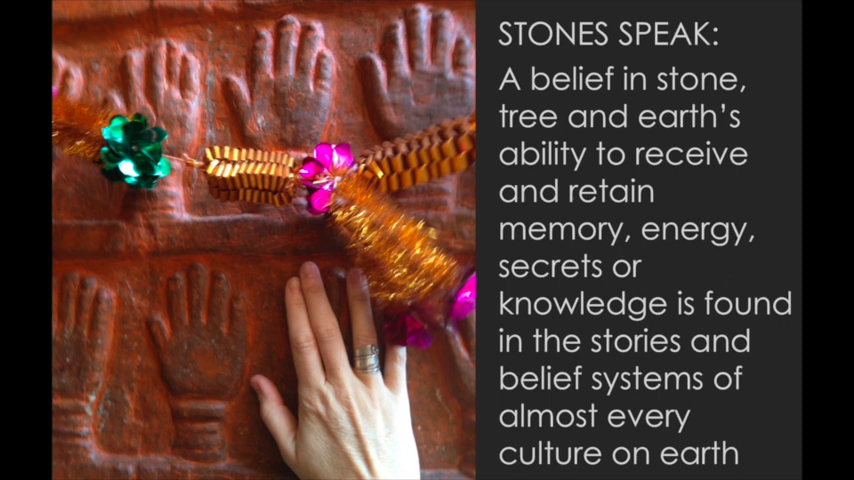 STONES SPEAK:
A belief in stone,
tree and earth’s
ability to receive
and retain
memory, energy,
secrets or
knowledge is found
in the stories and
belief systems of
almost every
culture on earth